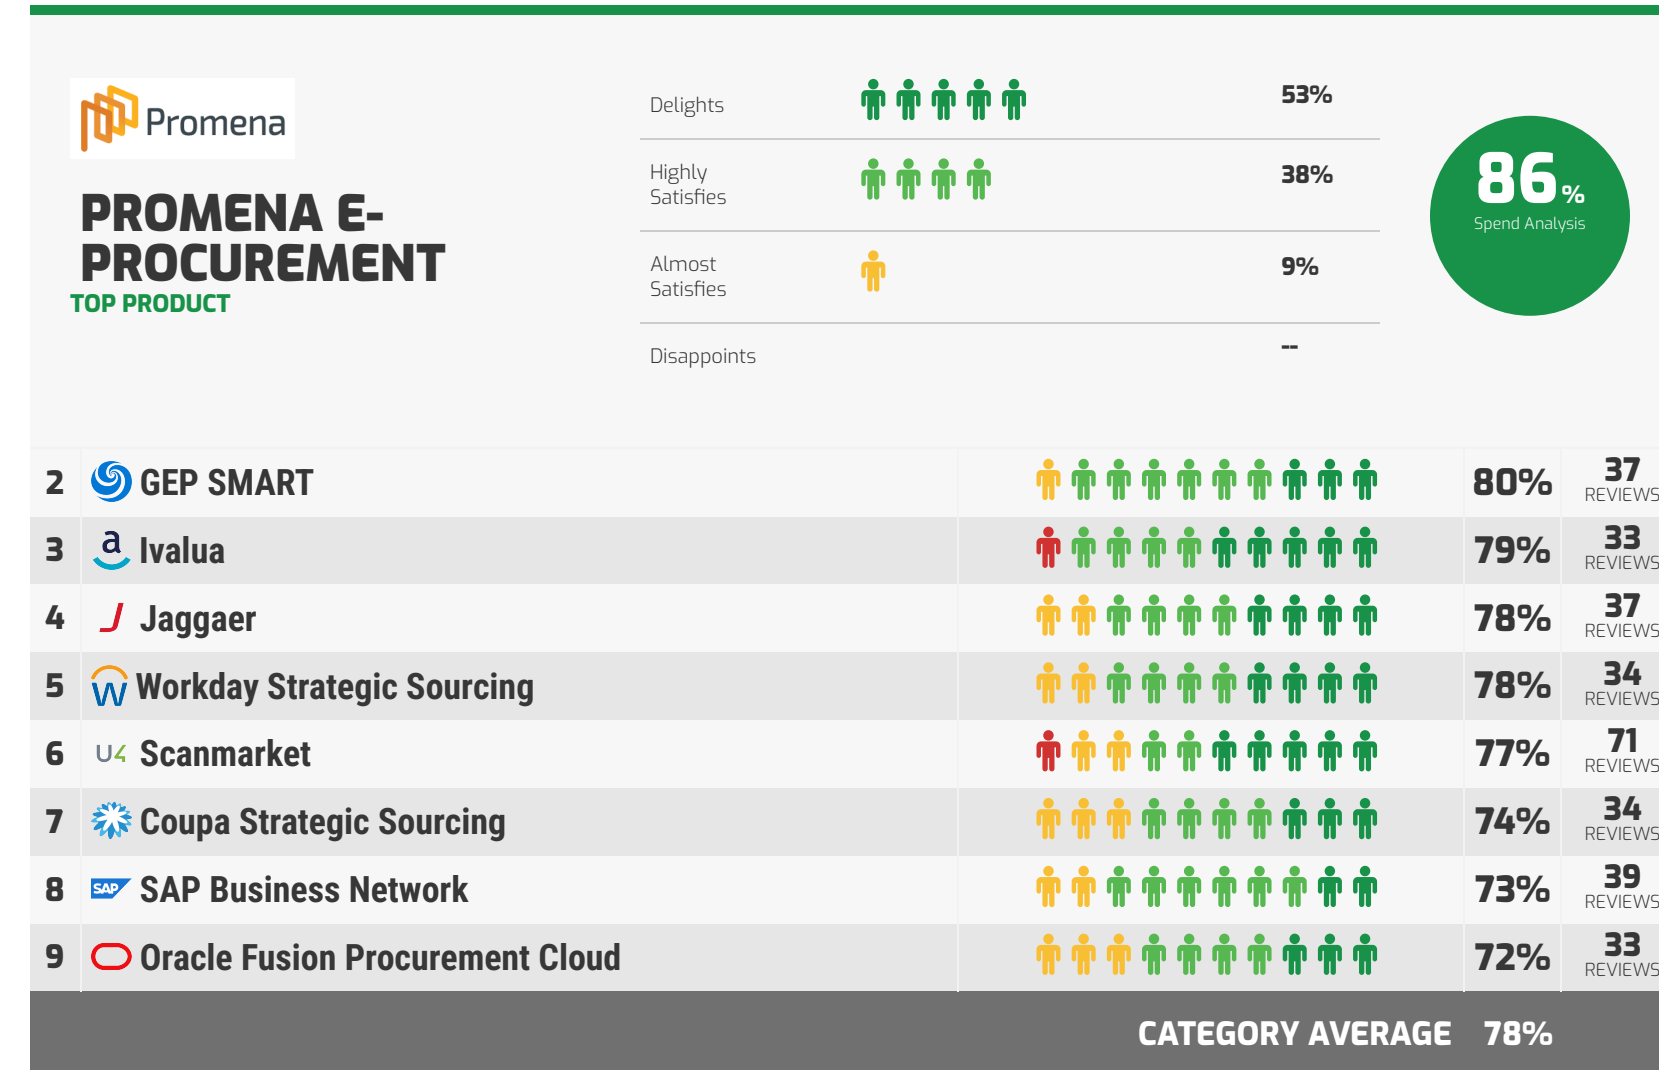 Promena
PROMENA E-
PROCUREMENT
TOP PRODUCT
Delights 53%
Highly
Satisfies 38%
Almost
Satisfies 9%
Disappoints --
86%
Spend Analysis
2 GEP SMART 80% 37
REVIEWS
3 a Ivalua 79% 33
REVIEWS
4 J Jaggaer 78% 37
REVIEWS
5 W Workday Strategic Sourcing 78% 34
REVIEWS
6 U4 Scanmarket 77% 71
REVIEWS
7 Coupa Strategic Sourcing 74% 34
REVIEWS
8 SAP SAP Business Network 73% 39
REVIEWS
9 Oracle Fusion Procurement Cloud 72% 33
REVIEWS
CATEGORY AVERAGE 78%